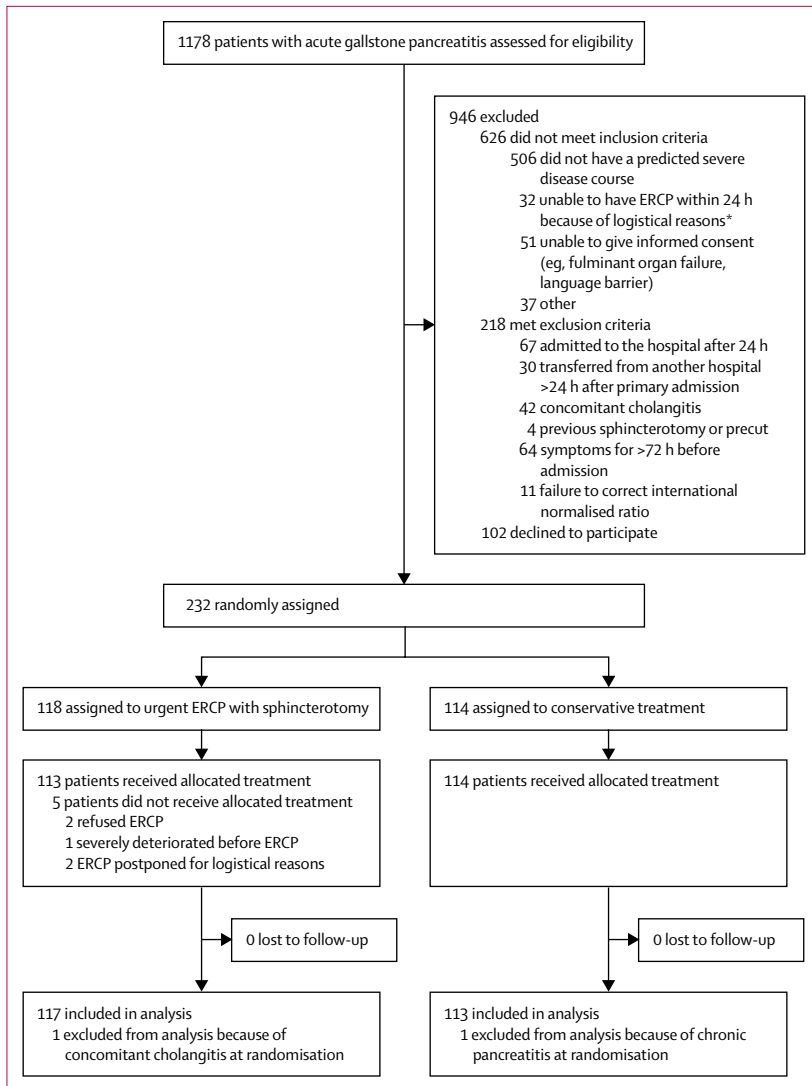 1178 patients with acute gallstone pancreatitis assessed for eligibility
946 excluded
626 did not meet inclusion criteria
506 did not have a predicted severe
disease course
32 unable to have ERCP within 24 h
because of logistical reasons*
51 unable to give informed consent
(eg, fulminant organ failure,
language barrier)
37 other
218 met exclusion criteria
67 admitted to the hospital after 24 h
30 transferred from another hospital
>24 h after primary admission
42 concomitant cholangitis
4 previous sphincterotomy or precut
64 symptoms for >72 h before
admission
11 failure to correct international
normalised ratio
102 declined to participate
232 randomly assigned
118 assigned to urgent ERCP with sphincterotomy
114 assigned to conservative treatment
113 patients received allocated treatment
5 patients did not receive allocated treatment
2 refused ERCP
1 severely deteriorated before ERCP
2 ERCP postponed for logistical reasons
114 patients received allocated treatment
0 lost to follow-up
0 lost to follow-up
117 included in analysis
1 excluded from analysis because of
concomitant cholangitis at randomisation
113 included in analysis
1 excluded from analysis because of chronic
pancreatitis at randomisation